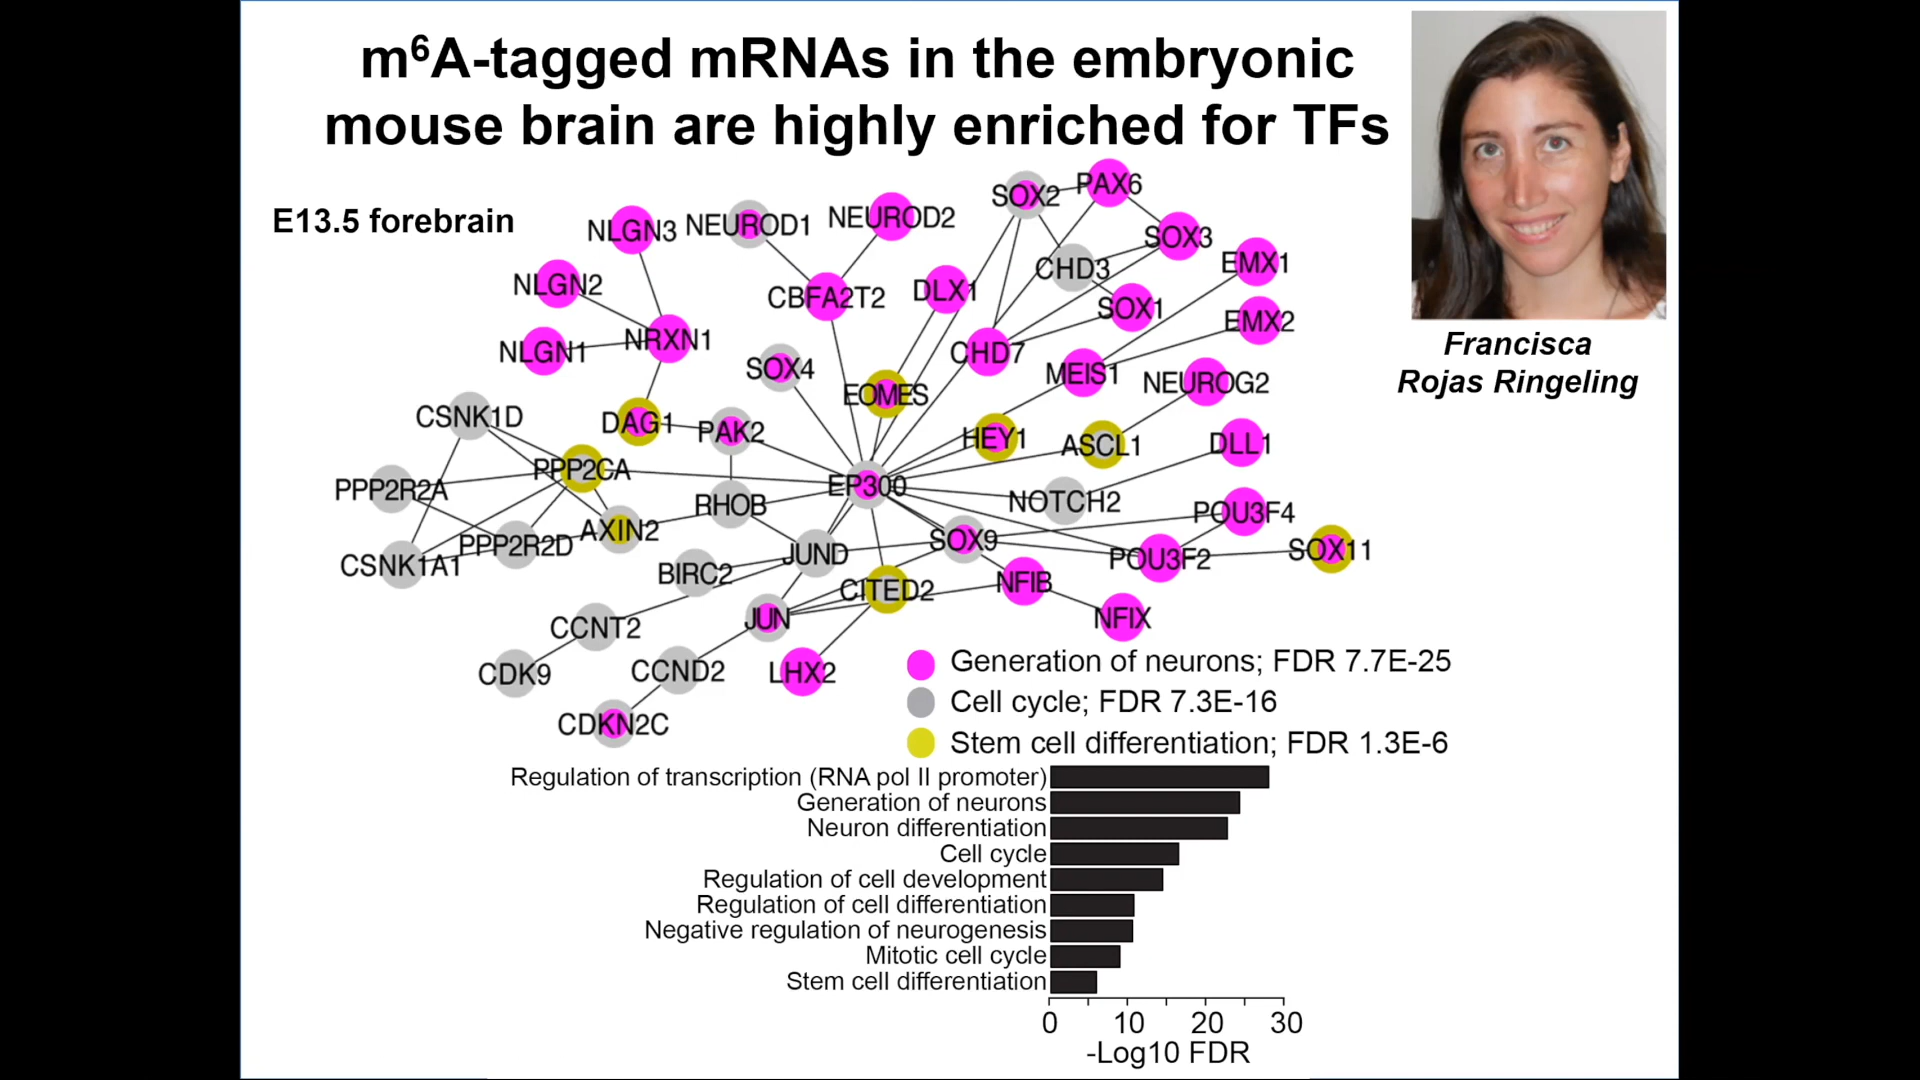 m⁶A-tagged mRNAs in the embryonic
mouse brain are highly enriched for TFs
E13.5 forebrain
Francisca
Rojas Ringeling
SOX2
PAX6
NLGN3
NEUROD1
NEUROD2
SOX3
NLGN2
CBFA2T2
DLX1
CHD3
EMX1
SOX1
EMX2
NLGN1
NRXN1
SOX4
CHD7
MEIS1
NEUROG2
EOMES
CSNK1D
DAG1
PAK2
HEY1
ASCL1
DLL1
PPP2CA
PPP2R2A
RHOB
EP300
NOTCH2
POU3F4
AXIN2
PPP2R2D
JUND
SOX9
POU3F2
SOX11
CSNK1A1
BIRC2
CITED2
NFIB
CCNT2
JUN
NFIX
CDK9
CCND2
LHX2
CDKN2C
Generation of neurons; FDR 7.7E-25
Cell cycle; FDR 7.3E-16
Stem cell differentiation; FDR 1.3E-6
Regulation of transcription (RNA pol II promoter)
Generation of neurons
Neuron differentiation
Cell cycle
Regulation of cell development
Regulation of cell differentiation
Negative regulation of neurogenesis
Mitotic cell cycle
Stem cell differentiation
0 10 20 30
-Log10 FDR